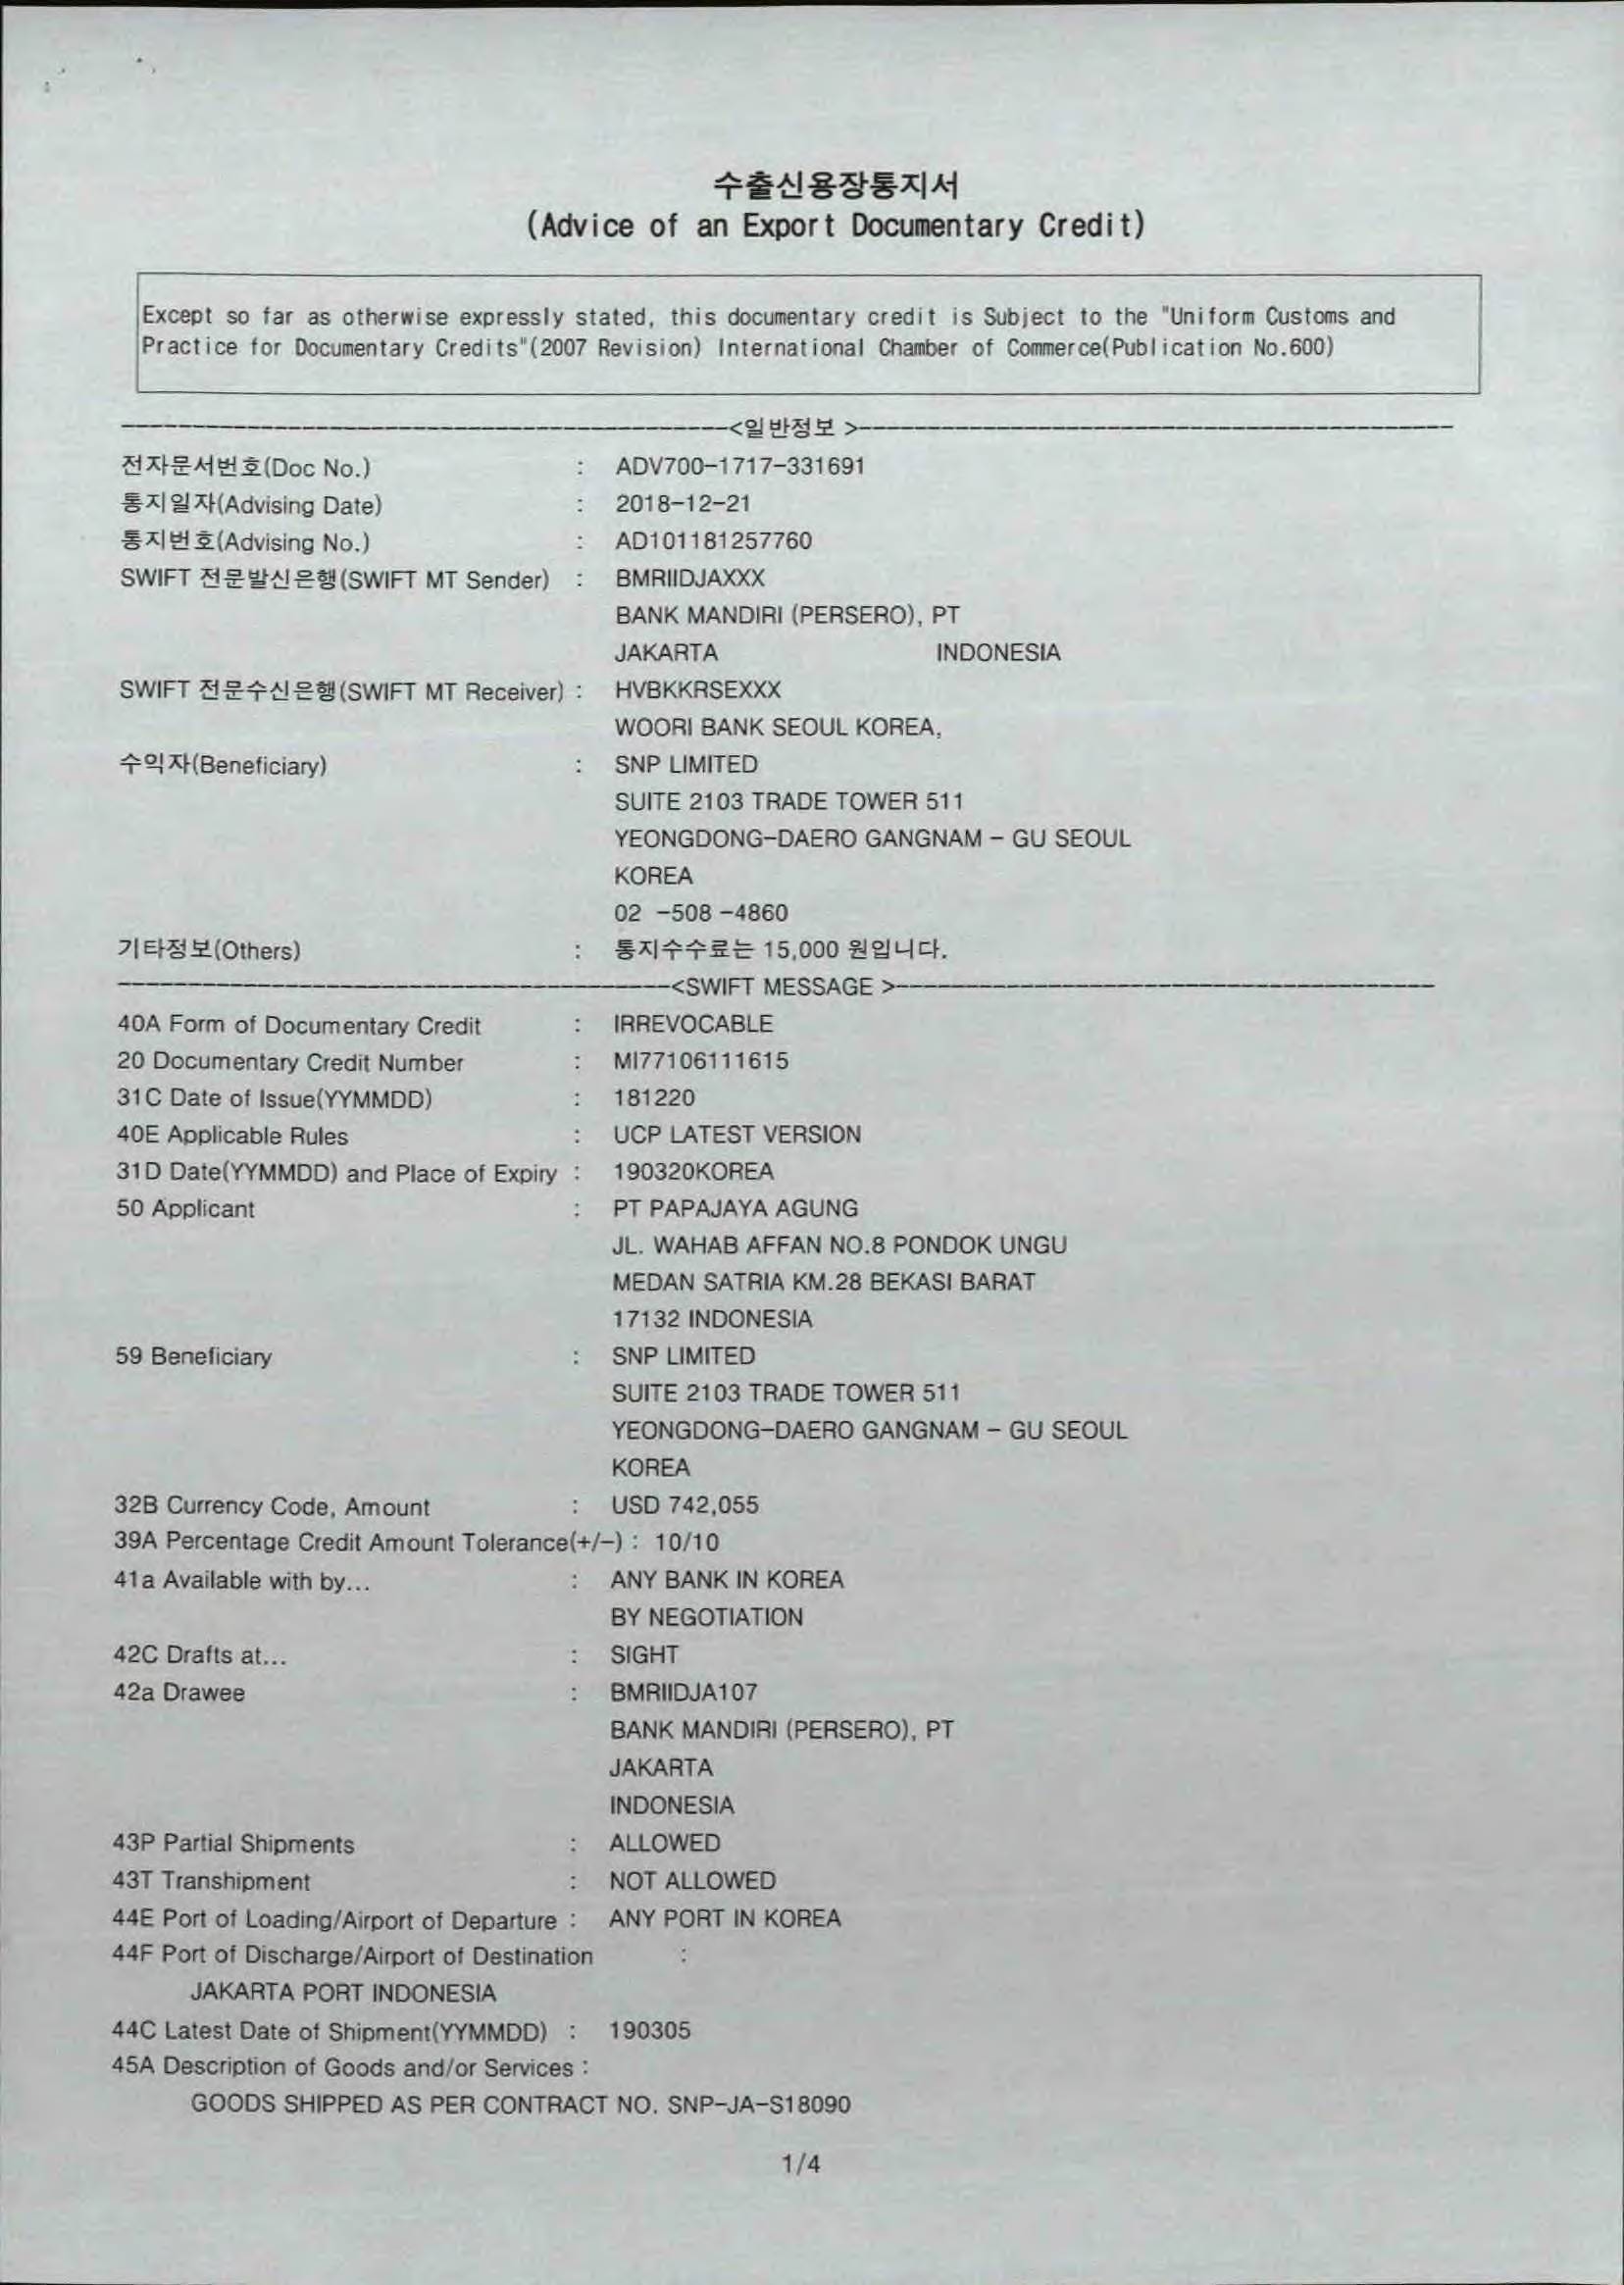 수출신용장통지서
(Advice of an Export Documentary Credit)
Except so far as otherwise expressly stated, this documentary credit is Subject to the "Uniform Customs and
Practice for Documentary Credits"(2007 Revision) International Chamber of Commerce(Publication No.600)
<일반정보 >
전자문서번호(Doc No.) : ADV700-1717-331691
통지일자(Advising Date) : 2018-12-21
통지번호(Advising No.) : AD101181257760
SWIFT 전문발신은행(SWIFT MT Sender) : BMRIIDJAXXX
BANK MANDIRI (PERSERO), PT
JAKARTA INDONESIA
SWIFT 전문수신은행(SWIFT MT Receiver) : HVBKKRSEXXX
WOORI BANK SEOUL KOREA,
수익자(Beneficiary) : SNP LIMITED
SUITE 2103 TRADE TOWER 511
YEONGDONG-DAERO GANGNAM - GU SEOUL
KOREA
02 -508 -4860
기타정보(Others) : 통지수수료는 15,000 원입니다.
<SWIFT MESSAGE >
40A Form of Documentary Credit : IRREVOCABLE
20 Documentary Credit Number : MI77106111615
31C Date of Issue(YYMMDD) : 181220
40E Applicable Rules : UCP LATEST VERSION
31D Date(YYMMDD) and Place of Expiry : 190320KOREA
50 Applicant : PT PAPAJAYA AGUNG
JL. WAHAB AFFAN NO.8 PONDOK UNGU
MEDAN SATRIA KM.28 BEKASI BARAT
17132 INDONESIA
59 Beneficiary : SNP LIMITED
SUITE 2103 TRADE TOWER 511
YEONGDONG-DAERO GANGNAM - GU SEOUL
KOREA
32B Currency Code, Amount : USD 742,055
39A Percentage Credit Amount Tolerance(+/-) : 10/10
41a Available with by... : ANY BANK IN KOREA
BY NEGOTIATION
42C Drafts at... : SIGHT
42a Drawee : BMRIIDJA107
BANK MANDIRI (PERSERO), PT
JAKARTA
INDONESIA
43P Partial Shipments : ALLOWED
43T Transhipment : NOT ALLOWED
44E Port of Loading/Airport of Departure : ANY PORT IN KOREA
44F Port of Discharge/Airport of Destination :
JAKARTA PORT INDONESIA
44C Latest Date of Shipment(YYMMDD) : 190305
45A Description of Goods and/or Services :
GOODS SHIPPED AS PER CONTRACT NO. SNP-JA-S18090
1/4